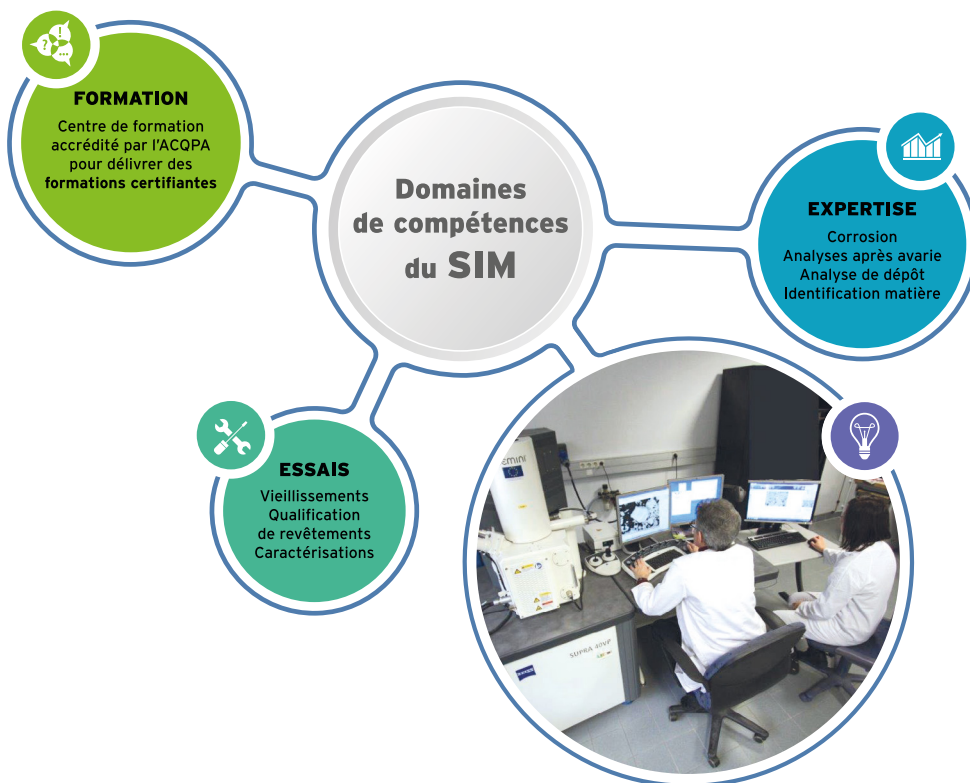 FORMATION
Centre de formation
accrédité par l'ACQPA
pour délivrer des
formations certifiantes
Domaines
de compétences
du SIM
EXPERTISE
Corrosion
Analyses après avarie
Analyse de dépôt
Identification matière
ESSAIS
Vieillissements
Qualification
de revêtements
Caractérisations
SUPRA 40VP